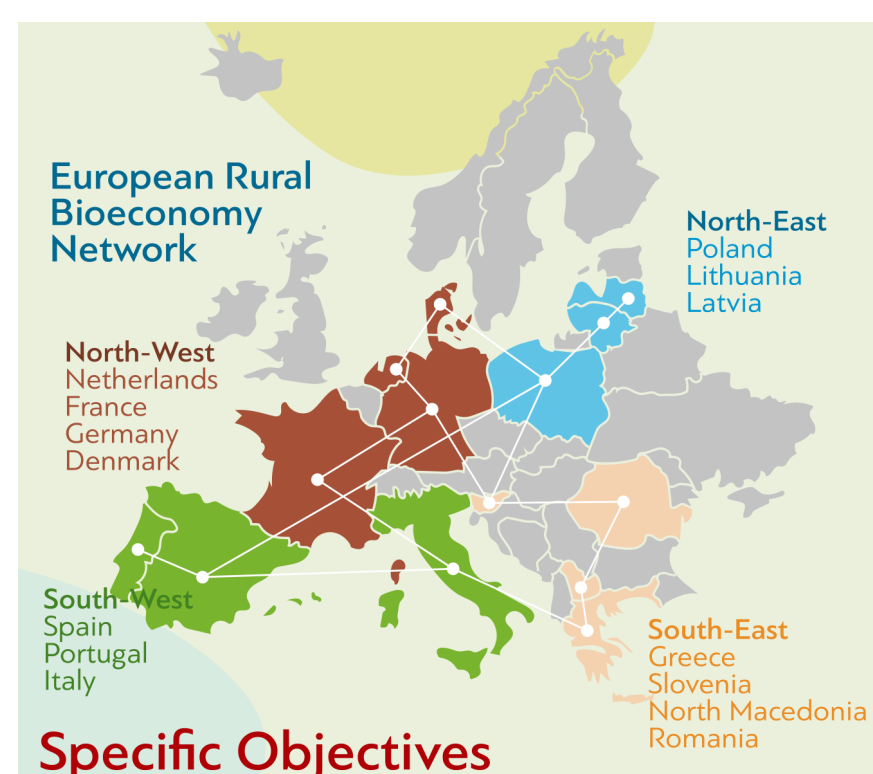 European Rural
Bioeconomy
Network
North-East
Poland
Lithuania
Latvia
North-West
Netherlands
France
Germany
Denmark
South-West
Spain
Portugal
Italy
South-East
Greece
Slovenia
North Macedonia
Romania
Specific Objectives